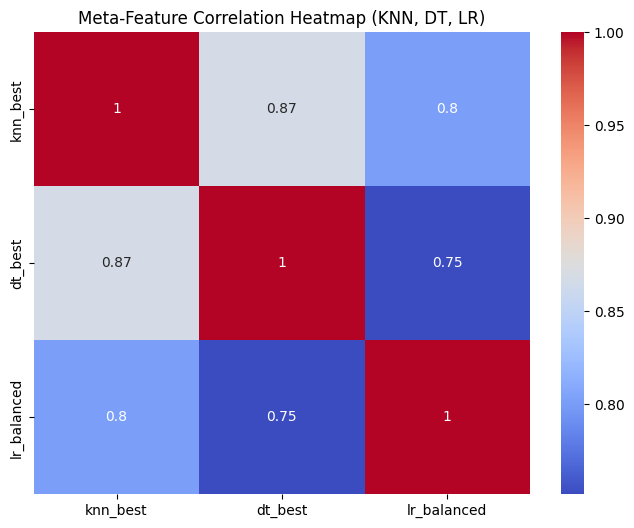 Meta-Feature Correlation Heatmap (KNN, DT, LR)
knn_best
dt_best
lr_balanced
1 0.87 0.8
0.87 1 0.75
0.8 0.75 1
knn_best dt_best lr_balanced
1.00
0.95
0.90
0.85
0.80